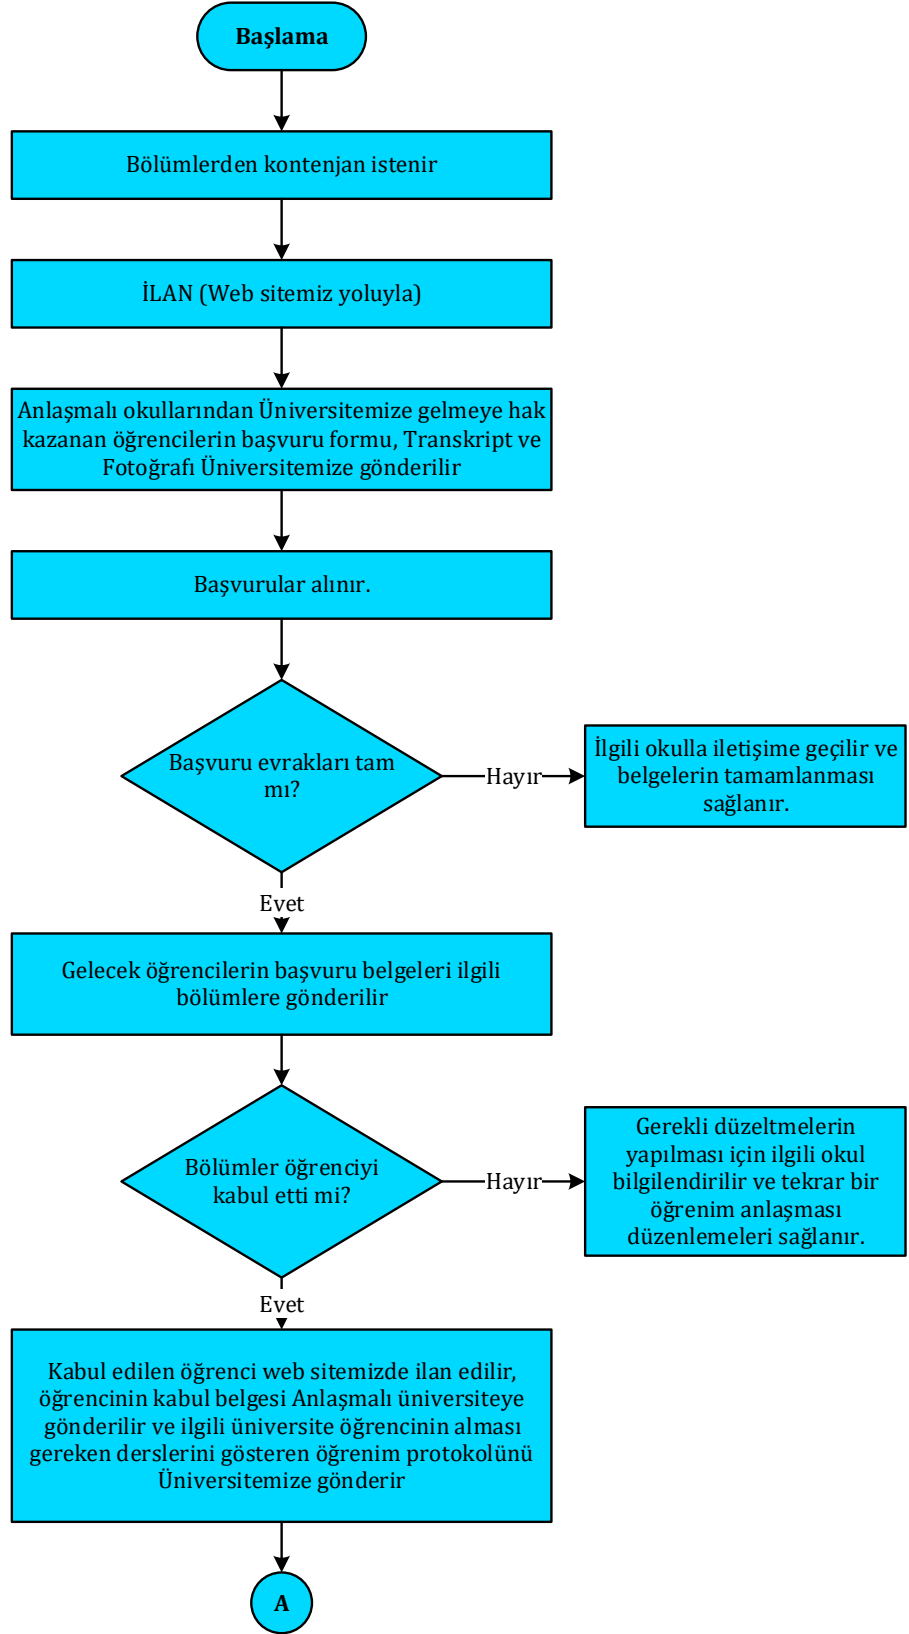 Başlama
Bölümlerden kontenjan istenir
İLAN (Web sitemiz yoluyla)
Anlaşmalı okullarından Üniversitemize gelmeye hak
kazanan öğrencilerin başvuru formu, Transkript ve
Fotoğrafı Üniversitemize gönderilir
Başvurular alınır.
Başvuru evrakları tam
mı?
Hayır
İlgili okulla iletişime geçilir ve
belgelerin tamamlanması
sağlanır.
Evet
Gelecek öğrencilerin başvuru belgeleri ilgili
bölümlere gönderilir
Bölümler öğrenciyi
kabul etti mi?
Hayır
Gerekli düzeltmelerin
yapılması için ilgili okul
bilgilendirilir ve tekrar bir
öğrenim anlaşması
düzenlemeleri sağlanır.
Evet
Kabul edilen öğrenci web sitemizde ilan edilir,
öğrencinin kabul belgesi Anlaşmalı üniversiteye
gönderilir ve ilgili üniversite öğrencinin alması
gereken derslerini gösteren öğrenim protokolünü
Üniversitemize gönderir
A